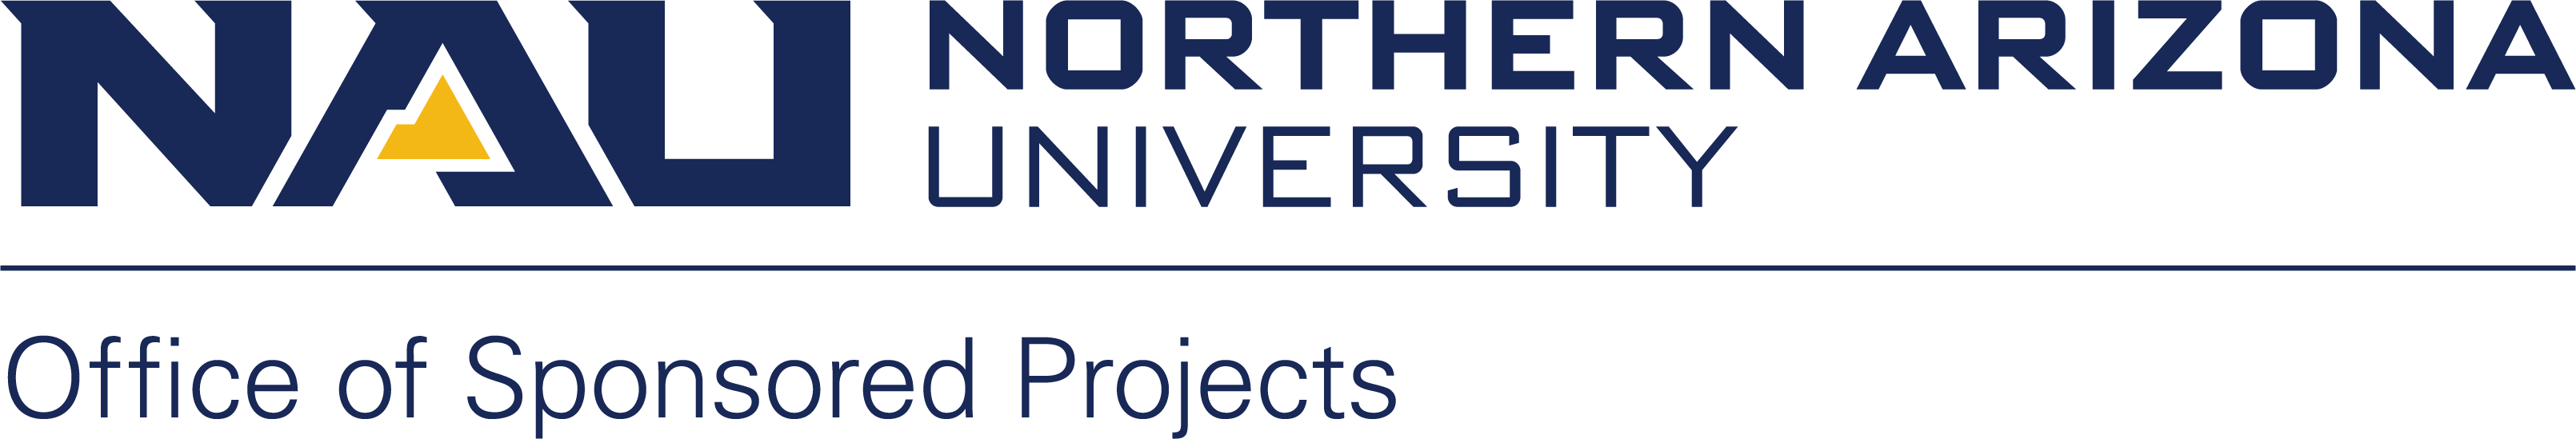 NAU NORTHERN ARIZONA
UNIVERSITY
Office of Sponsored Projects